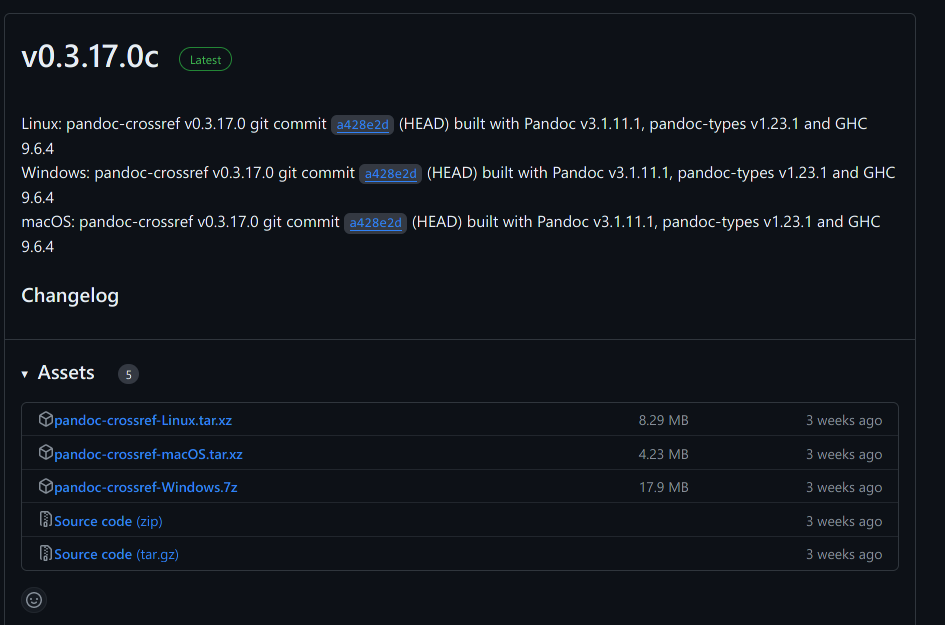 v0.3.17.0c Latest
Linux: pandoc-crossref v0.3.17.0 git commit a428e2d (HEAD) built with Pandoc v3.1.11.1, pandoc-types v1.23.1 and GHC
9.6.4
Windows: pandoc-crossref v0.3.17.0 git commit a428e2d (HEAD) built with Pandoc v3.1.11.1, pandoc-types v1.23.1 and GHC
9.6.4
macOS: pandoc-crossref v0.3.17.0 git commit a428e2d (HEAD) built with Pandoc v3.1.11.1, pandoc-types v1.23.1 and GHC
9.6.4
Changelog
Assets 5
pandoc-crossref-Linux.tar.xz 8.29 MB 3 weeks ago
pandoc-crossref-macOS.tar.xz 4.23 MB 3 weeks ago
pandoc-crossref-Windows.7z 17.9 MB 3 weeks ago
Source code (zip) 3 weeks ago
Source code (tar.gz) 3 weeks ago